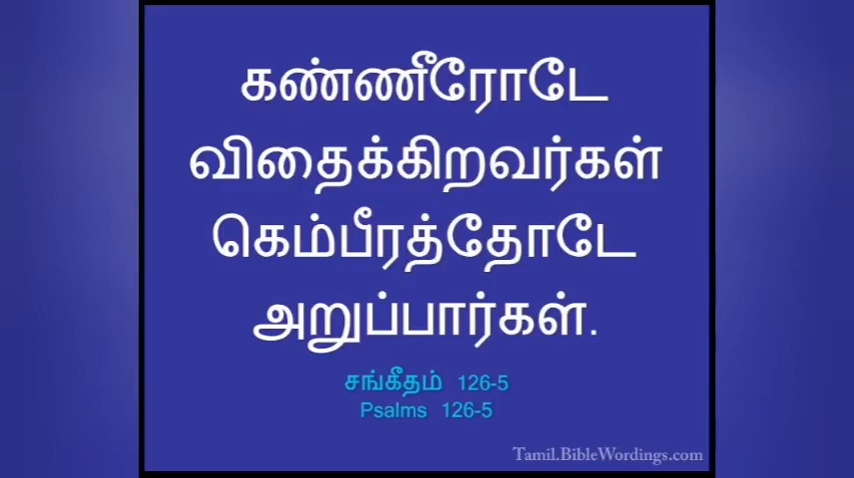 கண்ணீரோடே
விதைக்கிறவர்கள்
கெம்பீரத்தோடே
அறுப்பார்கள்.
சங்கீதம் 126-5
Psalms 126-5
Tamil.BibleWordings.com